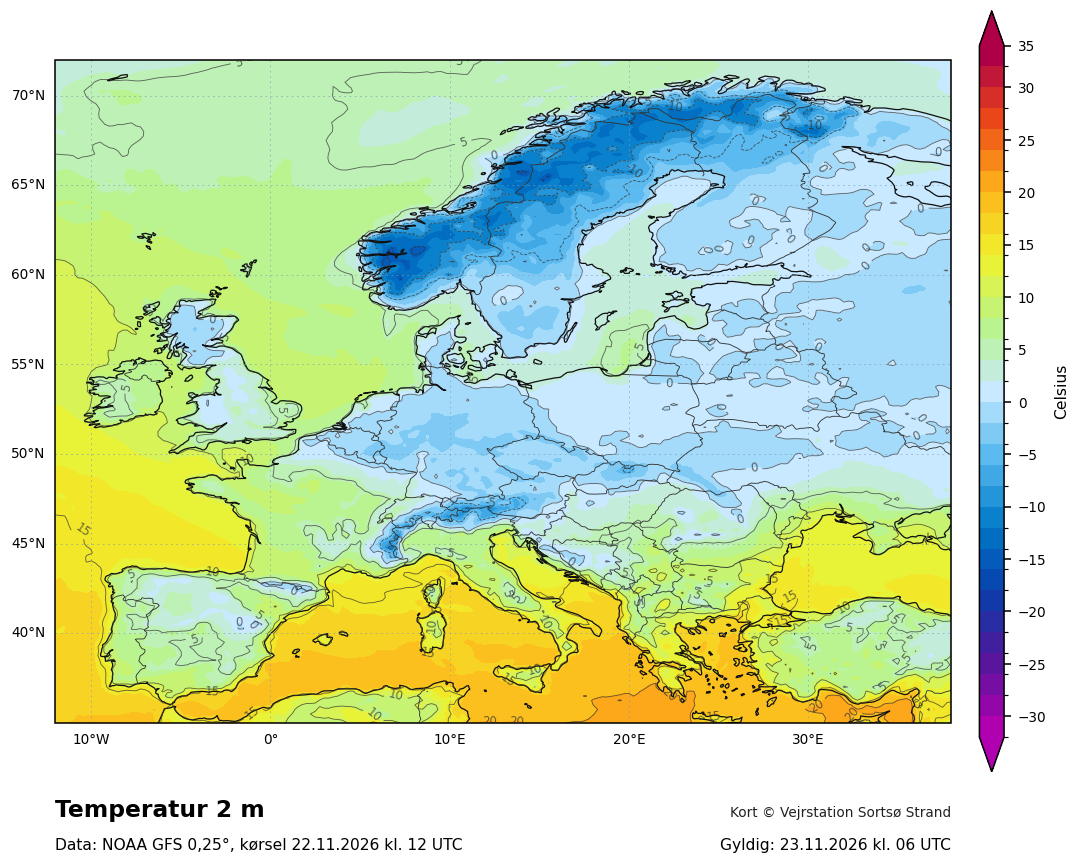 70°N
65°N
60°N
55°N
50°N
45°N
40°N
10°W
0°
10°E
20°E
30°E
35
30
25
20
15
10
5
0
−5
−10
−15
−20
−25
−30
Celsius
Temperatur 2 m
Kort © Vejrstation Sortsø Strand
Data: NOAA GFS 0,25°, kørsel 22.11.2026 kl. 12 UTC
Gyldig: 23.11.2026 kl. 06 UTC